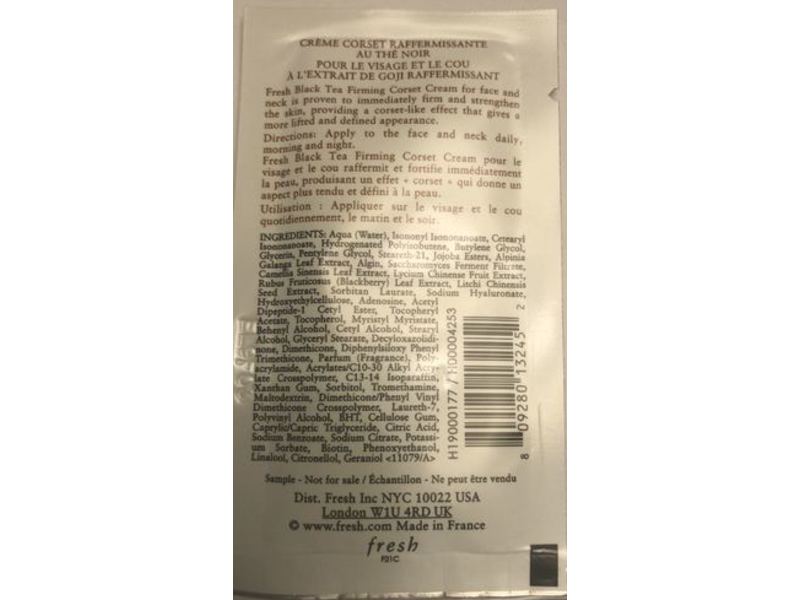 CRÈME CORSET RAFFERMISSANTE
AU THÉ NOIR
POUR LE VISAGE ET LE COU
À L'EXTRAIT DE GOJI RAFFERMISSANT
Fresh Black Tea Firming Corset Cream for face and
neck is proven to immediately firm and strengthen
the skin, providing a corset-like effect that gives a
more lifted and defined appearance.
Directions: Apply to the face and neck daily,
morning and night.
Fresh Black Tea Firming Corset Cream pour le
visage et le cou raffermit et fortifie immédiatement
la peau, produisant un effet « corset » qui donne un
aspect plus tendu et défini à la peau.
Utilisation : Appliquer sur le visage et le cou
quotidiennement, le matin et le soir.
INGREDIENTS: Aqua (Water), Isononyl Isononanoate, Cetearyl
Isononanoate, Hydrogenated Polyisobutene, Butylene Glycol,
Glycerin, Pentylene Glycol, Steareth-21, Jojoba Esters, Alpinia
Galanga Leaf Extract, Algin, Saccharomyces Ferment Filtrate,
Camellia Sinensis Leaf Extract, Lycium Chinense Fruit Extract,
Rubus Fruticosus (Blackberry) Leaf Extract, Litchi Chinensis
Seed Extract, Sorbitan Laurate, Sodium Hyaluronate,
Hydroxyethylcellulose, Adenosine, Acetyl
Dipeptide-1 Cetyl Ester, Tocopheryl
Acetate, Tocopherol, Myristyl Myristate,
Behenyl Alcohol, Cetyl Alcohol, Stearyl
Alcohol, Glyceryl Stearate, Decyloxazolidi-
none, Dimethicone, Diphenylsiloxy Phenyl
Trimethicone, Parfum (Fragrance), Poly-
acrylamide, Acrylates/C10-30 Alkyl Acry-
late Crosspolymer, C13-14 Isoparaffin,
Xanthan Gum, Sorbitol, Tromethamine,
Maltodextrin, Dimethicone/Phenyl Vinyl
Dimethicone Crosspolymer, Laureth-7,
Polyvinyl Alcohol, BHT, Cellulose Gum,
Caprylic/Capric Triglyceride, Citric Acid,
Sodium Benzoate, Sodium Citrate, Potassi-
um Sorbate, Biotin, Phenoxyethanol,
Linalool, Citronellol, Geraniol <11079/A>
H19000177 / H00004253
8 09280 13245 2
Sample - Not for sale / Échantillon - Ne peut être vendu
Dist. Fresh Inc NYC 10022 USA
London W1U 4RD UK
© www.fresh.com Made in France
fresh
F21C